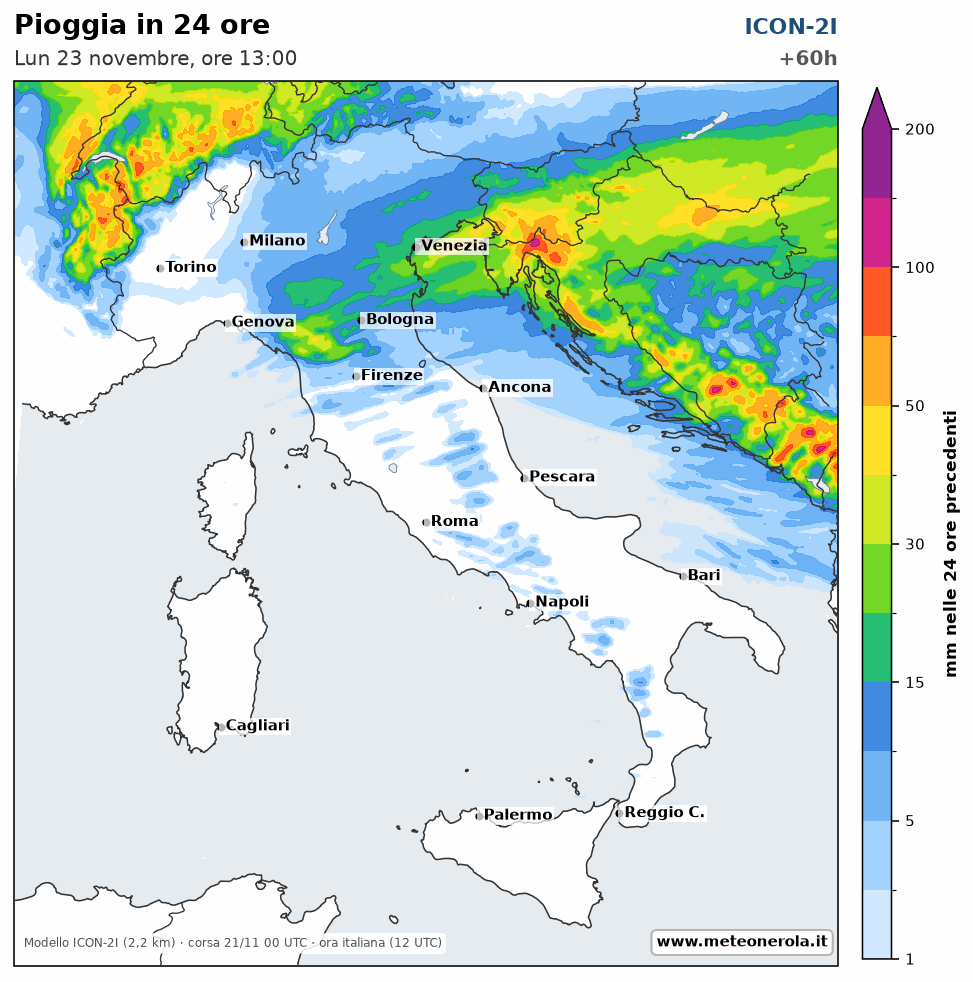 Pioggia in 24 ore
ICON-2I
Lun 23 novembre, ore 13:00
+60h
200
100
50
30
15
5
1
mm nelle 24 ore precedenti
Milano
Venezia
Torino
Genova
Bologna
Firenze
Ancona
Pescara
Roma
Bari
Napoli
Cagliari
Palermo
Reggio C.
Modello ICON-2I (2,2 km) · corsa 21/11 00 UTC · ora italiana (12 UTC)
www.meteonerola.it